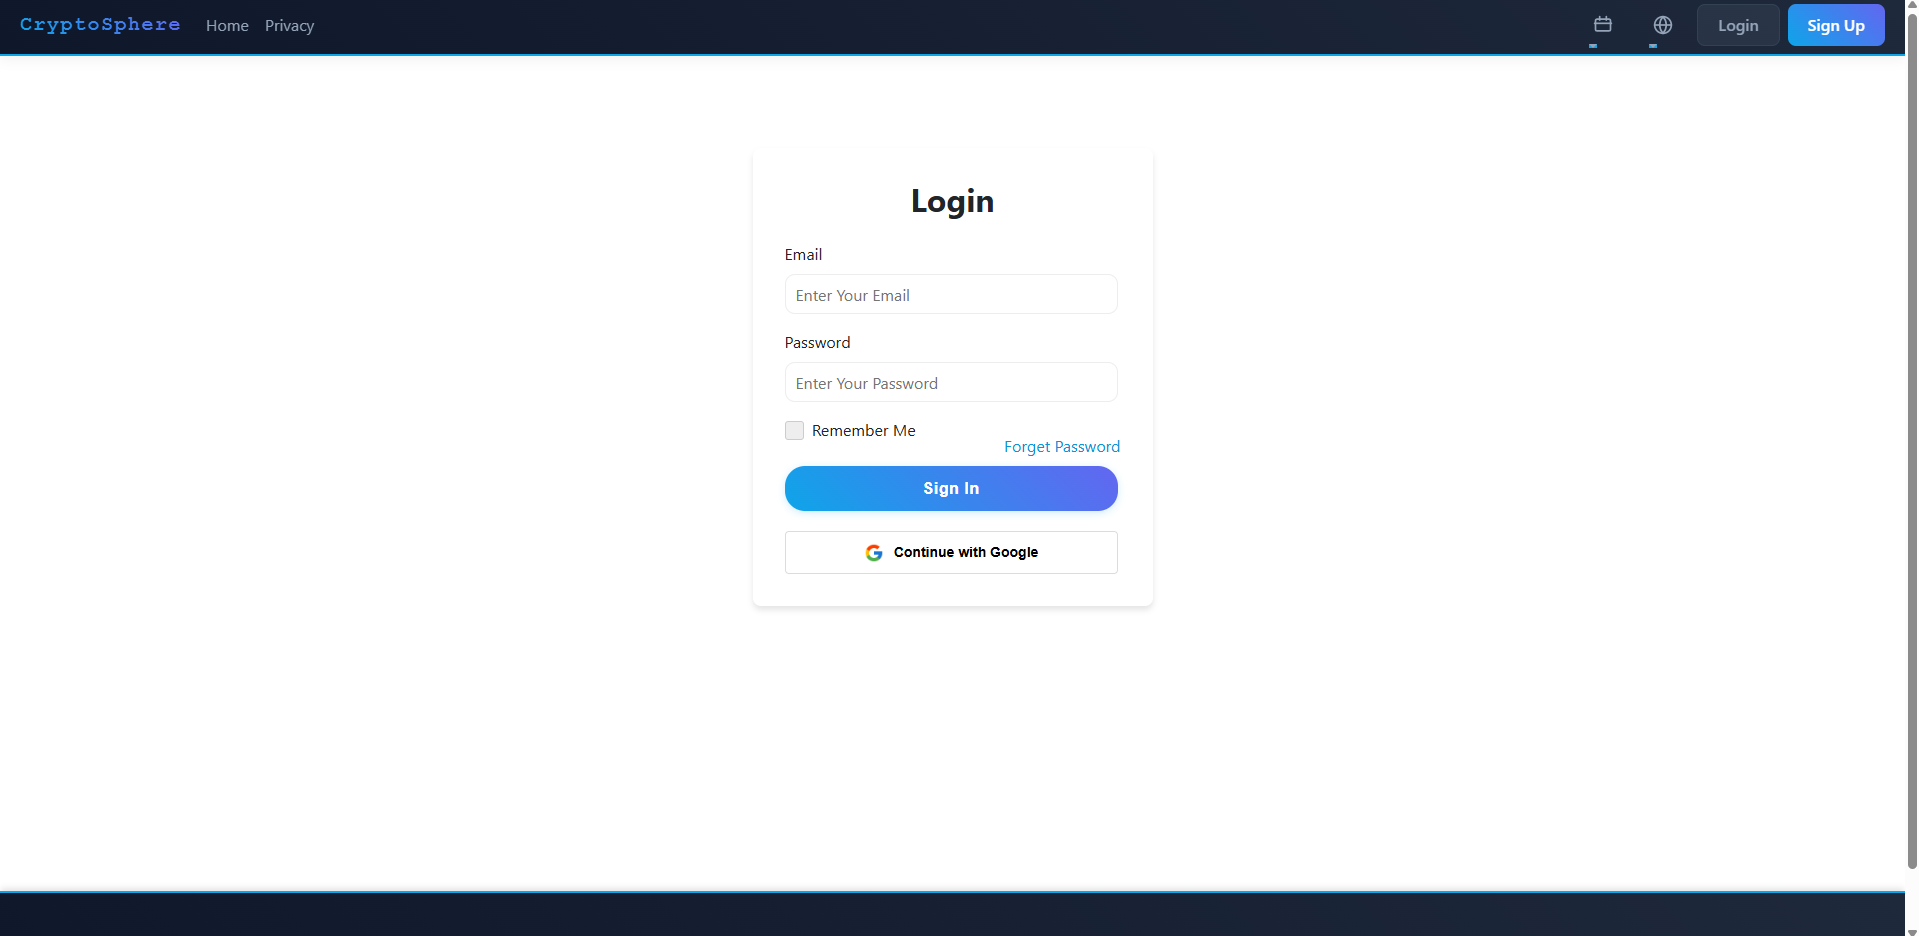 CryptoSphere Home Privacy Login Sign Up
Login
Email
Enter Your Email
Password
Enter Your Password
Remember Me
Forget Password
Sign In
Continue with Google